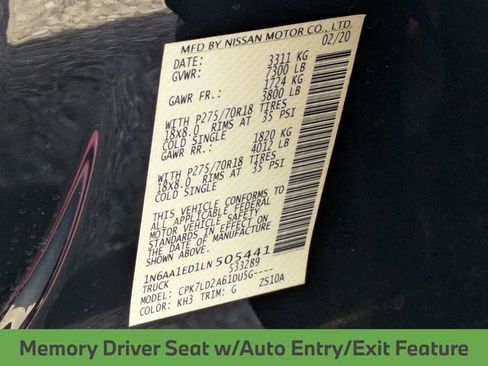 MFD BY NISSAN MOTOR CO., LTD.
DATE: 02/20
GVWR: 3311 KG
7300 LB
GAWR FR.: 1724 KG
3800 LB
WITH P275/70R18 TIRES
18X8.0 RIMS AT 35 PSI
COLD SINGLE
GAWR RR.: 1820 KG
4012 LB
WITH P275/70R18 TIRES
18X8.0 RIMS AT 35 PSI
COLD SINGLE
THIS VEHICLE CONFORMS TO
ALL APPLICABLE FEDERAL
MOTOR VEHICLE SAFETY
STANDARDS IN EFFECT ON
THE DATE OF MANUFACTURE
1N6AA1ED1LN505441
TRUCK 533289
MODEL: CPK7LD2A61DUSG----
COLOR: KH3 TRIM: G ZS10A
Memory Driver Seat w/Auto Entry/Exit Feature